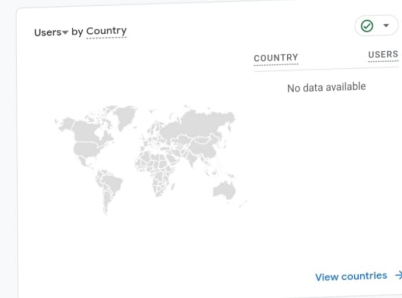 Users by Country
COUNTRY USERS
No data available
View countries →